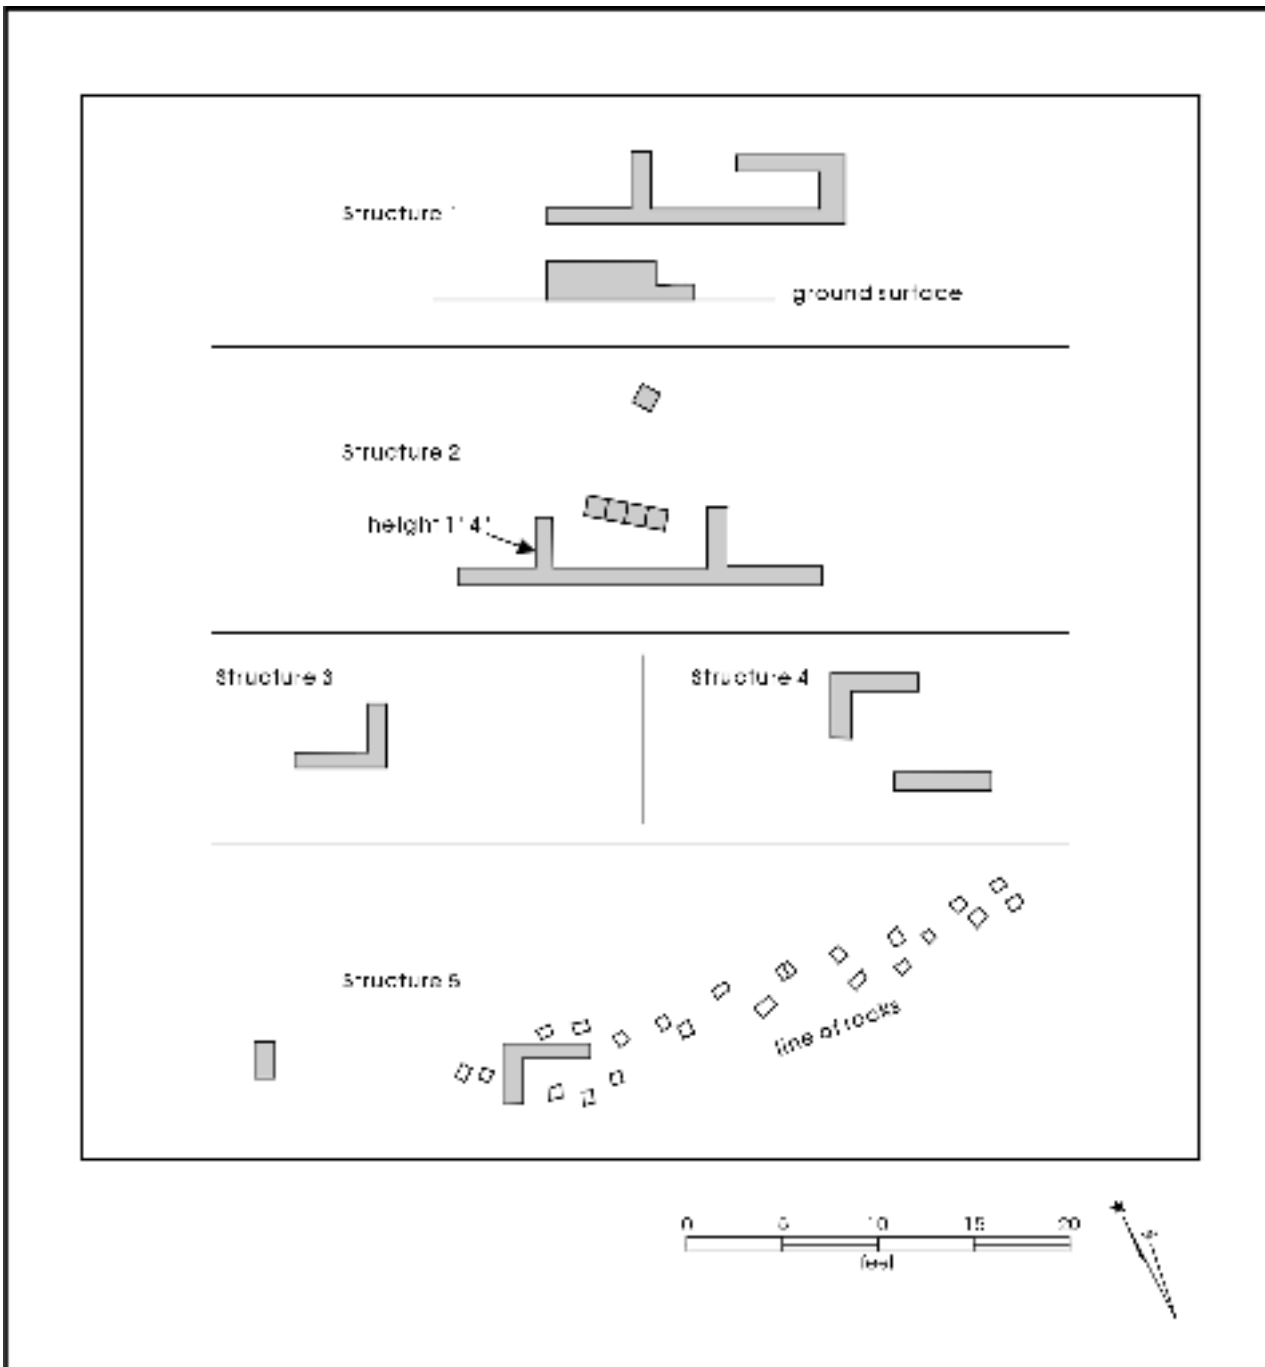 Structure 1
ground surface
Structure 2
height 1'4"
Structure 3
Structure 4
Structure 5
line of rocks
0 5 10 15 20
feet